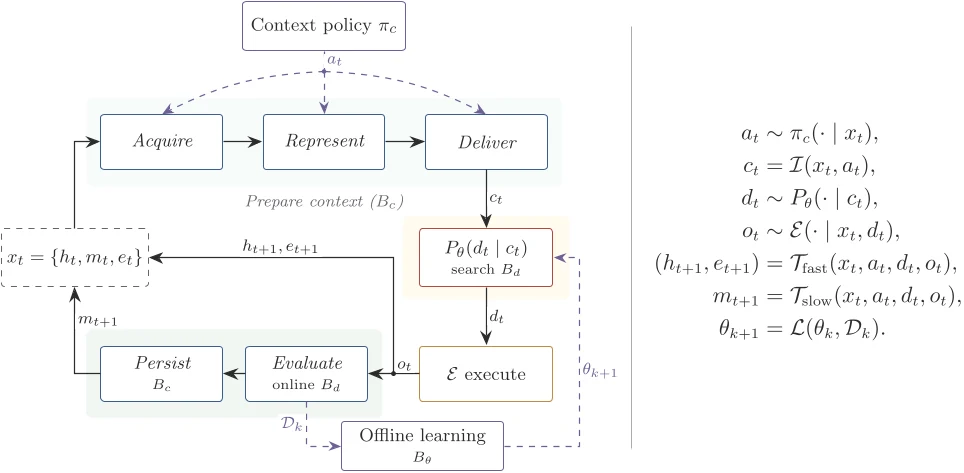 Context policy π_c
a_t
Acquire
Represent
Deliver
Prepare context (B_c)
c_t
x_t = {h_t, m_t, e_t}
h_{t+1}, e_{t+1}
P_θ(d_t | c_t)
search B_d
m_{t+1}
d_t
Persist
B_c
Evaluate
online B_d
o_t
ℰ execute
θ_{k+1}
𝒟_k
Offline learning
B_θ
a_t ∼ π_c(· | x_t),
c_t = ℐ(x_t, a_t),
d_t ∼ P_θ(· | c_t),
o_t ∼ ℰ(· | x_t, d_t),
(h_{t+1}, e_{t+1}) = 𝒯_fast(x_t, a_t, d_t, o_t),
m_{t+1} = 𝒯_slow(x_t, a_t, d_t, o_t),
θ_{k+1} = ℒ(θ_k, 𝒟_k).